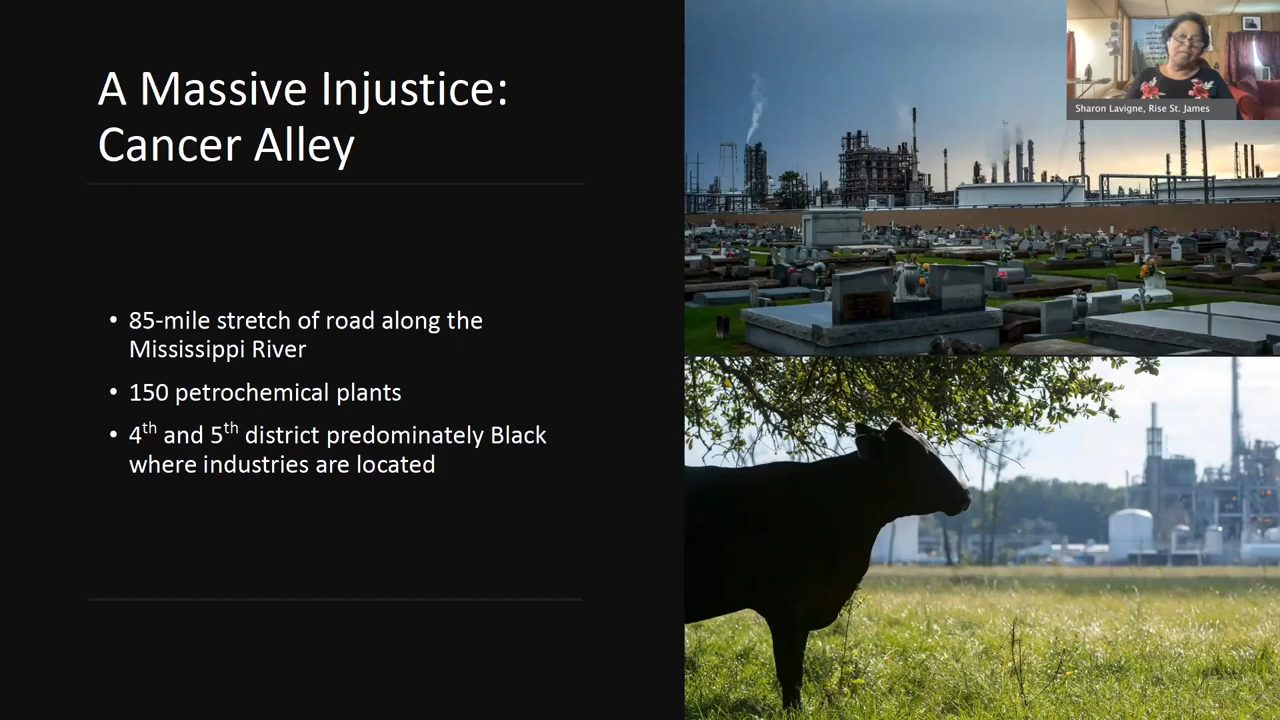 A Massive Injustice:
Cancer Alley
• 85-mile stretch of road along the
Mississippi River
• 150 petrochemical plants
• 4th and 5th district predominately Black
where industries are located
Sharon Lavigne, Rise St. James